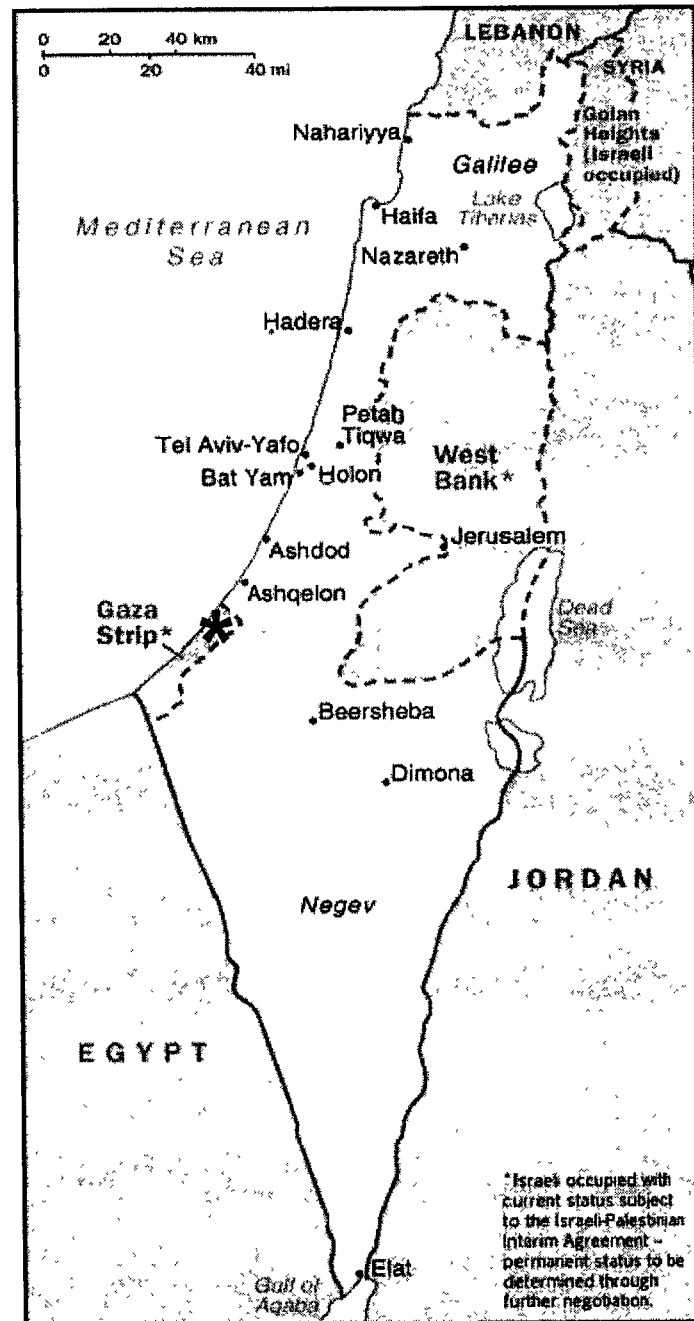 0 40 km
0 20 40 mi
LEBANON
SYRIA
Golan
Heights
(Israeli
occupied)
Nahariyya
Galilee
Lake
Tiberias
Haifa
Mediterranean
Sea
Nazareth
Hadera
Petah
Tiqwa
Tel Aviv-Yafo
Bat Yam
Holon
West
Bank*
Jerusalem
Ashdod
Ashqelon
Gaza
Strip*
Dead
Sea
Beersheba
Dimona
JORDAN
Negev
EGYPT
*Israeli occupied with
current status subject
to the Israeli-Palestinian
Interim Agreement –
permanent status to be
determined through
further negotiation.
Elat
Gulf of
Aqaba